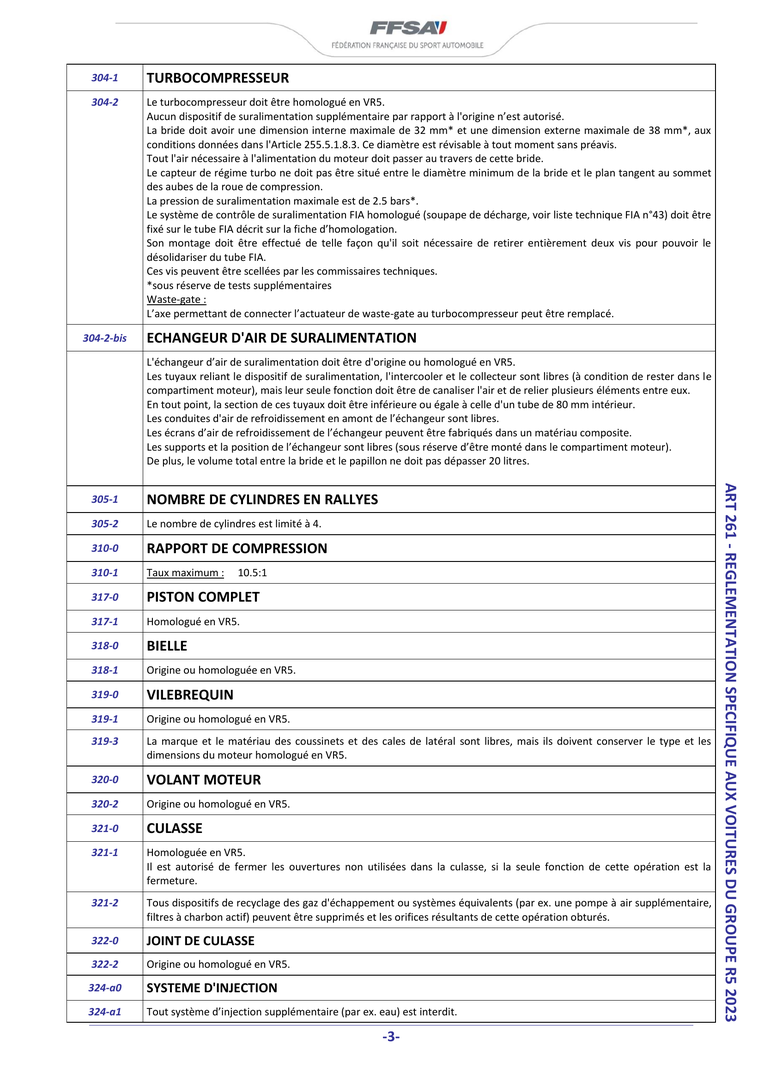 FFSA
FÉDÉRATION FRANÇAISE DU SPORT AUTOMOBILE
304-1 TURBOCOMPRESSEUR
304-2 Le turbocompresseur doit être homologué en VR5.
Aucun dispositif de suralimentation supplémentaire par rapport à l'origine n'est autorisé.
La bride doit avoir une dimension interne maximale de 32 mm* et une dimension externe maximale de 38 mm*, aux
conditions données dans l'Article 255.5.1.8.3. Ce diamètre est révisable à tout moment sans préavis.
Tout l'air nécessaire à l'alimentation du moteur doit passer au travers de cette bride.
Le capteur de régime turbo ne doit pas être situé entre le diamètre minimum de la bride et le plan tangent au sommet
des aubes de la roue de compression.
La pression de suralimentation maximale est de 2.5 bars*.
Le système de contrôle de suralimentation FIA homologué (soupape de décharge, voir liste technique FIA n°43) doit être
fixé sur le tube FIA décrit sur la fiche d'homologation.
Son montage doit être effectué de telle façon qu'il soit nécessaire de retirer entièrement deux vis pour pouvoir le
désolidariser du tube FIA.
Ces vis peuvent être scellées par les commissaires techniques.
*sous réserve de tests supplémentaires
Waste-gate :
L'axe permettant de connecter l'actuateur de waste-gate au turbocompresseur peut être remplacé.
304-2-bis ECHANGEUR D'AIR DE SURALIMENTATION
L'échangeur d'air de suralimentation doit être d'origine ou homologué en VR5.
Les tuyaux reliant le dispositif de suralimentation, l'intercooler et le collecteur sont libres (à condition de rester dans le
compartiment moteur), mais leur seule fonction doit être de canaliser l'air et de relier plusieurs éléments entre eux.
En tout point, la section de ces tuyaux doit être inférieure ou égale à celle d'un tube de 80 mm intérieur.
Les conduites d'air de refroidissement en amont de l'échangeur sont libres.
Les écrans d'air de refroidissement de l'échangeur peuvent être fabriqués dans un matériau composite.
Les supports et la position de l'échangeur sont libres (sous réserve d'être monté dans le compartiment moteur).
De plus, le volume total entre la bride et le papillon ne doit pas dépasser 20 litres.
305-1 NOMBRE DE CYLINDRES EN RALLYES
305-2 Le nombre de cylindres est limité à 4.
310-0 RAPPORT DE COMPRESSION
310-1 Taux maximum : 10.5:1
317-0 PISTON COMPLET
317-1 Homologué en VR5.
318-0 BIELLE
318-1 Origine ou homologuée en VR5.
319-0 VILEBREQUIN
319-1 Origine ou homologué en VR5.
319-3 La marque et le matériau des coussinets et des cales de latéral sont libres, mais ils doivent conserver le type et les
dimensions du moteur homologué en VR5.
320-0 VOLANT MOTEUR
320-2 Origine ou homologué en VR5.
321-0 CULASSE
321-1 Homologuée en VR5.
Il est autorisé de fermer les ouvertures non utilisées dans la culasse, si la seule fonction de cette opération est la
fermeture.
321-2 Tous dispositifs de recyclage des gaz d'échappement ou systèmes équivalents (par ex. une pompe à air supplémentaire,
filtres à charbon actif) peuvent être supprimés et les orifices résultants de cette opération obturés.
322-0 JOINT DE CULASSE
322-2 Origine ou homologué en VR5.
324-a0 SYSTEME D'INJECTION
324-a1 Tout système d'injection supplémentaire (par ex. eau) est interdit.
ART 261 - REGLEMENTATION SPECIFIQUE AUX VOITURES DU GROUPE R5 2023
-3-